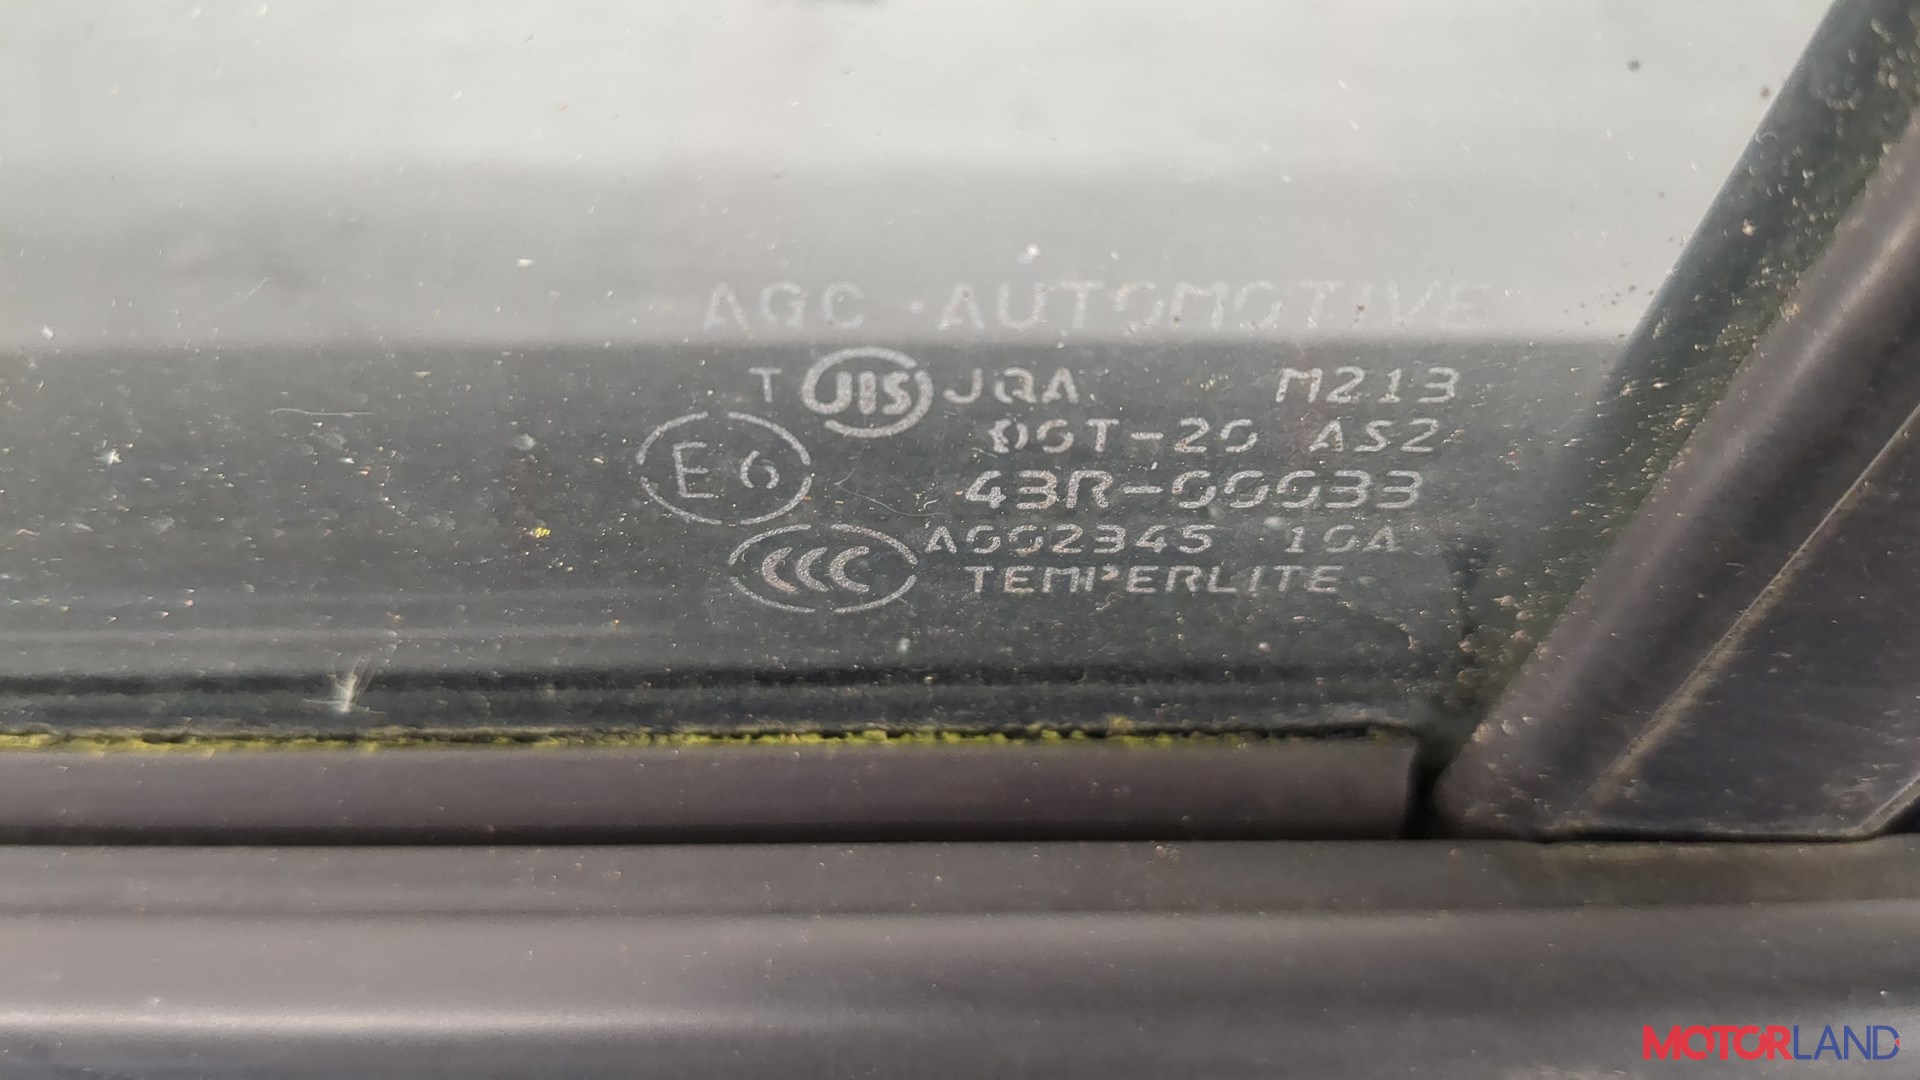 AGC AUTOMOTIVE
T JIS JQA M213
DOT-20 AS2
E6 43R-00033
CCC A002345 10A
TEMPERLITE
MOTORLAND